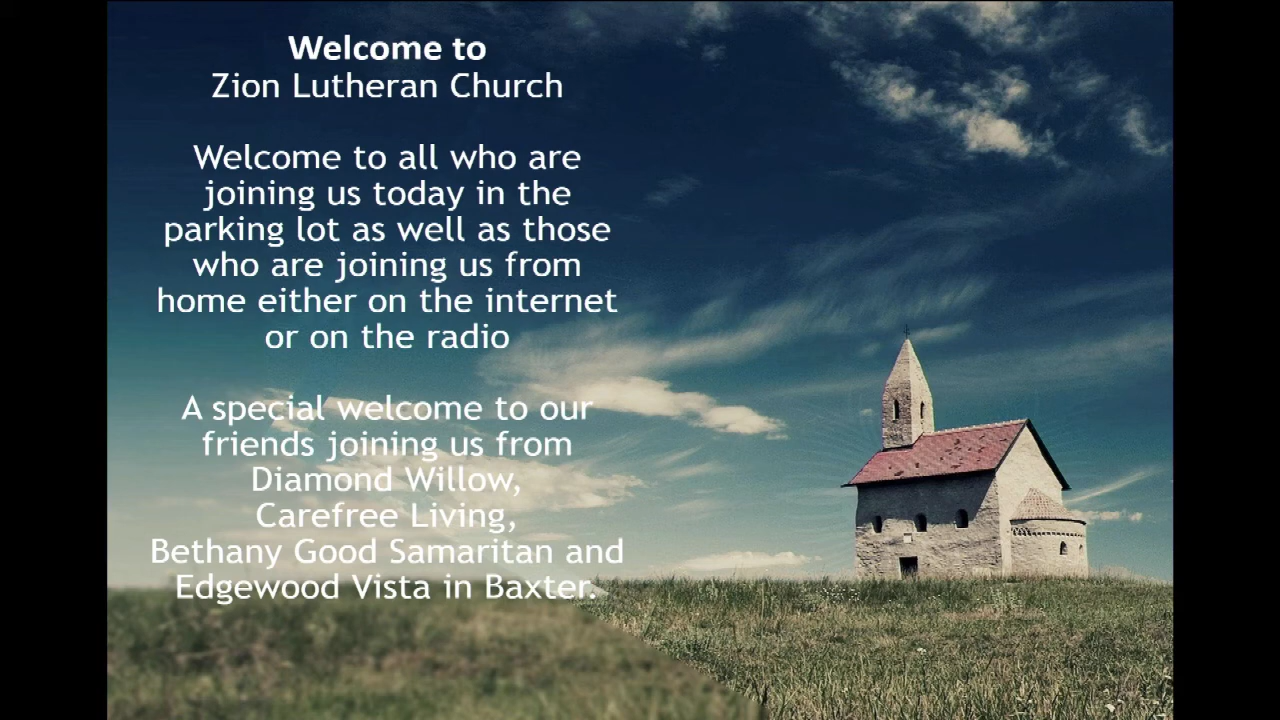 Welcome to
Zion Lutheran Church
Welcome to all who are
joining us today in the
parking lot as well as those
who are joining us from
home either on the internet
or on the radio
A special welcome to our
friends joining us from
Diamond Willow,
Carefree Living,
Bethany Good Samaritan and
Edgewood Vista in Baxter.